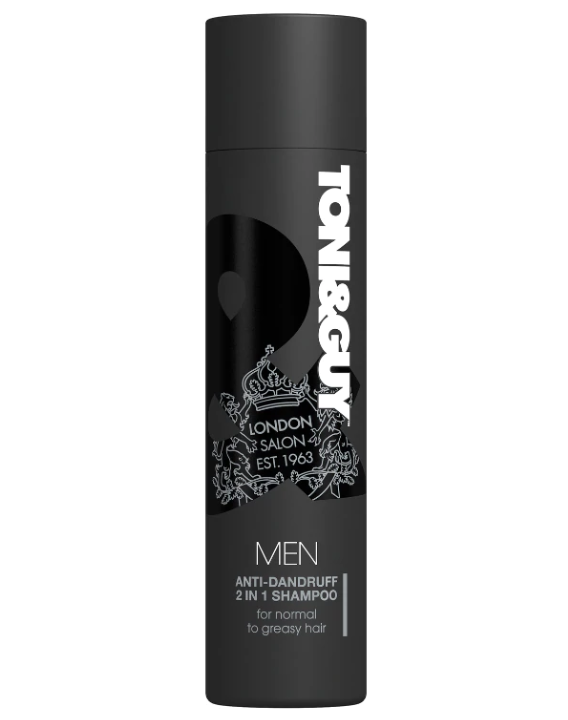 TONI&GUY
LONDON
SALON
EST. 1963
MEN
ANTI-DANDRUFF
2 IN 1 SHAMPOO
for normal
to greasy hair